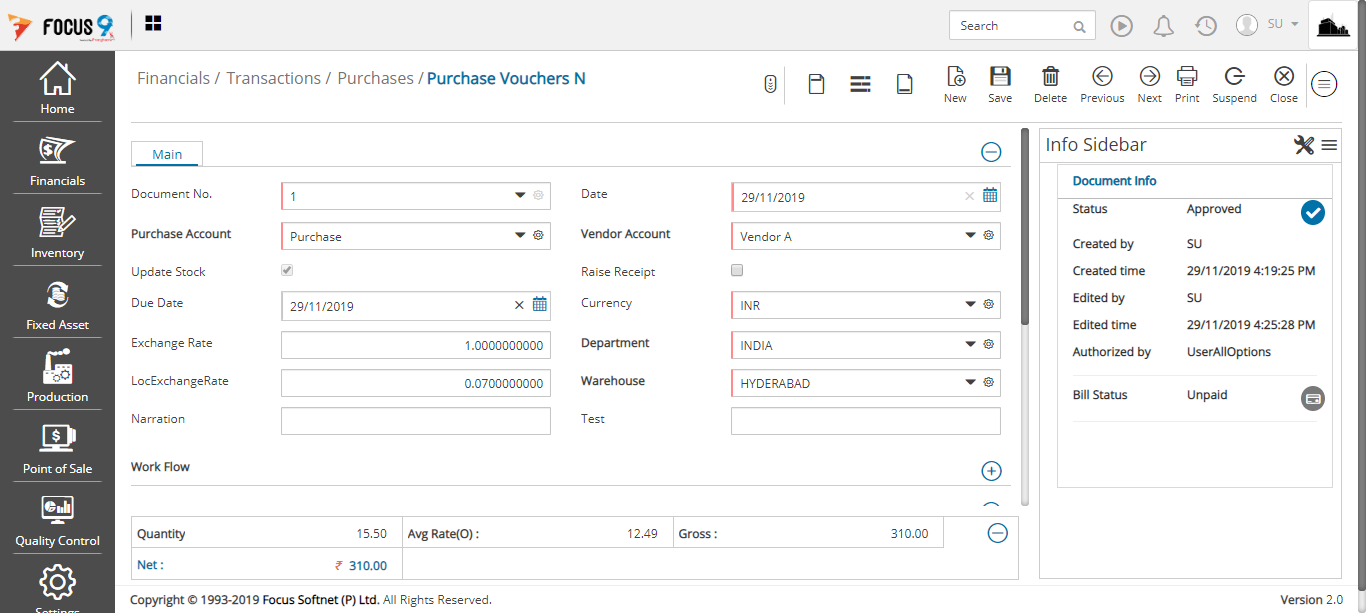 FOCUS 9
Search
SU
Home
Financials
Inventory
Fixed Asset
Production
Point of Sale
Quality Control
Settings
Financials / Transactions / Purchases / Purchase Vouchers N
New Save Delete Previous Next Print Suspend Close
Main
Document No. 1 Date 29/11/2019
Purchase Account Purchase Vendor Account Vendor A
Update Stock Raise Receipt
Due Date 29/11/2019 Currency INR
Exchange Rate 1.0000000000 Department INDIA
LocExchangeRate 0.0700000000 Warehouse HYDERABAD
Narration Test
Work Flow
Quantity 15.50 Avg Rate(O) : 12.49 Gross : 310.00
Net : ₹ 310.00
Info Sidebar
Document Info
Status Approved
Created by SU
Created time 29/11/2019 4:19:25 PM
Edited by SU
Edited time 29/11/2019 4:25:28 PM
Authorized by UserAllOptions
Bill Status Unpaid
Copyright © 1993-2019 Focus Softnet (P) Ltd. All Rights Reserved. Version 2.0